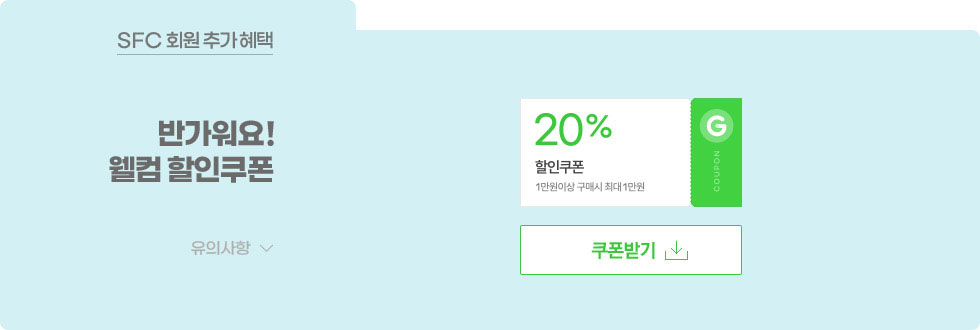 SFC 회원 추가 혜택
반가워요!
웰컴 할인쿠폰
유의사항
20%
할인쿠폰
1만원이상 구매시 최대 1만원
G
COUPON
쿠폰받기